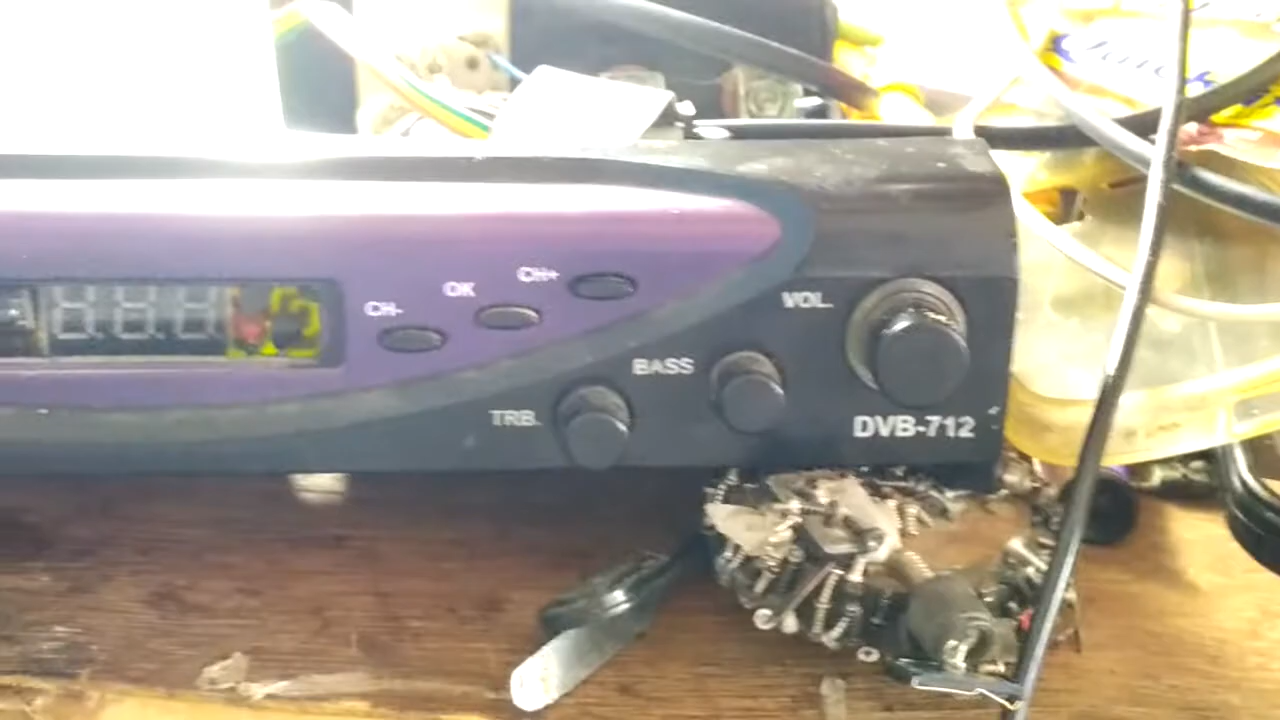 CH-
OK
CH+
VOL.
BASS
TRB.
DVB-712